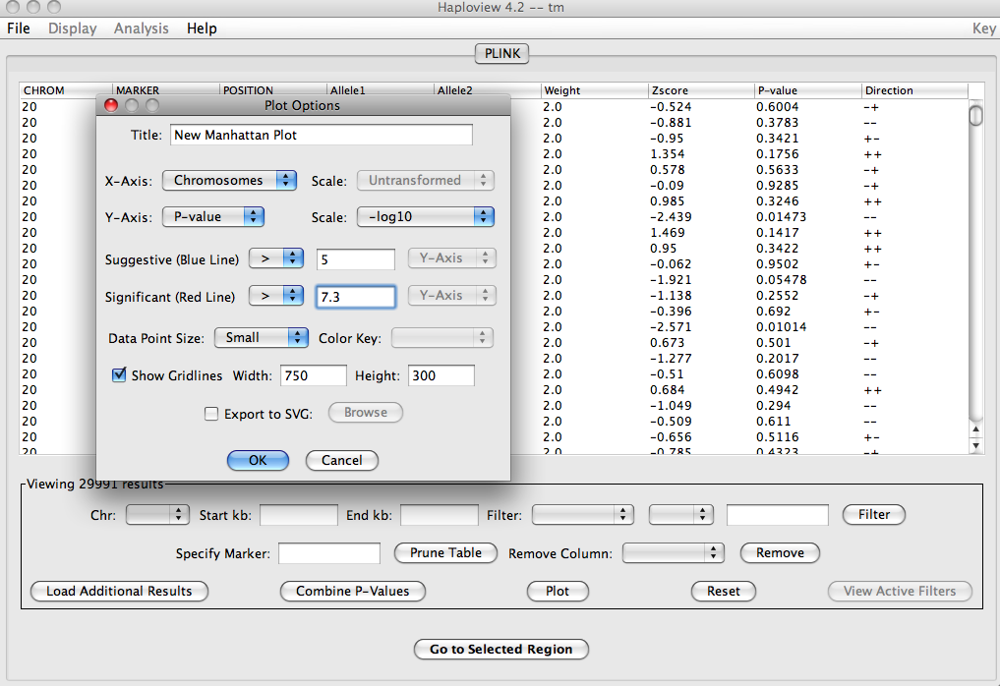 Haploview 4.2 -- tm
File Display Analysis Help Key
PLINK
CHROM MARKER POSITION Allele1 Allele2 Weight Zscore P-value Direction
20 2.0 -0.524 0.6004 -+
20 2.0 -0.881 0.3783 --
20 2.0 -0.95 0.3421 +-
20 2.0 1.354 0.1756 ++
20 2.0 0.578 0.5633 -+
20 2.0 -0.09 0.9285 -+
20 2.0 0.985 0.3246 ++
20 2.0 -2.439 0.01473 --
20 2.0 1.469 0.1417 ++
20 2.0 0.95 0.3422 ++
20 2.0 -0.062 0.9502 +-
20 2.0 -1.921 0.05478 --
20 2.0 -1.138 0.2552 -+
20 2.0 -0.396 0.692 +-
20 2.0 -2.571 0.01014 --
20 2.0 0.673 0.501 -+
20 2.0 -1.277 0.2017 --
20 2.0 -0.51 0.6098 --
20 2.0 0.684 0.4942 ++
20 2.0 -1.049 0.294 --
20 2.0 -0.509 0.611 --
20 2.0 -0.656 0.5116 +-
20 2.0 -0.785 0.4323 -+
Plot Options
Title: New Manhattan Plot
X-Axis: Chromosomes Scale: Untransformed
Y-Axis: P-value Scale: -log10
Suggestive (Blue Line) > 5 Y-Axis
Significant (Red Line) > 7.3 Y-Axis
Data Point Size: Small Color Key:
Show Gridlines Width: 750 Height: 300
Export to SVG: Browse
OK Cancel
Viewing 29991 results
Chr: Start kb: End kb: Filter: Filter
Specify Marker: Prune Table Remove Column: Remove
Load Additional Results Combine P-Values Plot Reset View Active Filters
Go to Selected Region